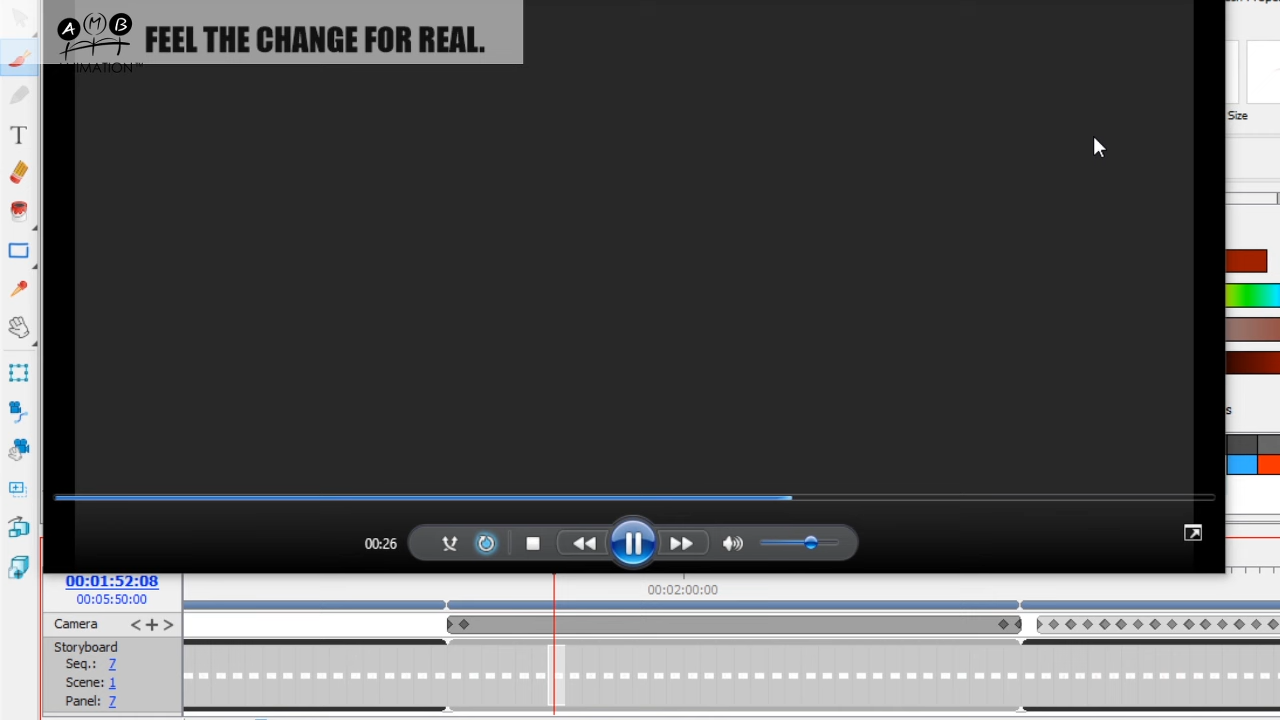 A M B
ANIMATION™
FEEL THE CHANGE FOR REAL.
T
Size
s
00:26
00:01:52:08
00:05:50:00
00:02:00:00
Camera
Storyboard
Seq.: 7
Scene: 1
Panel: 7